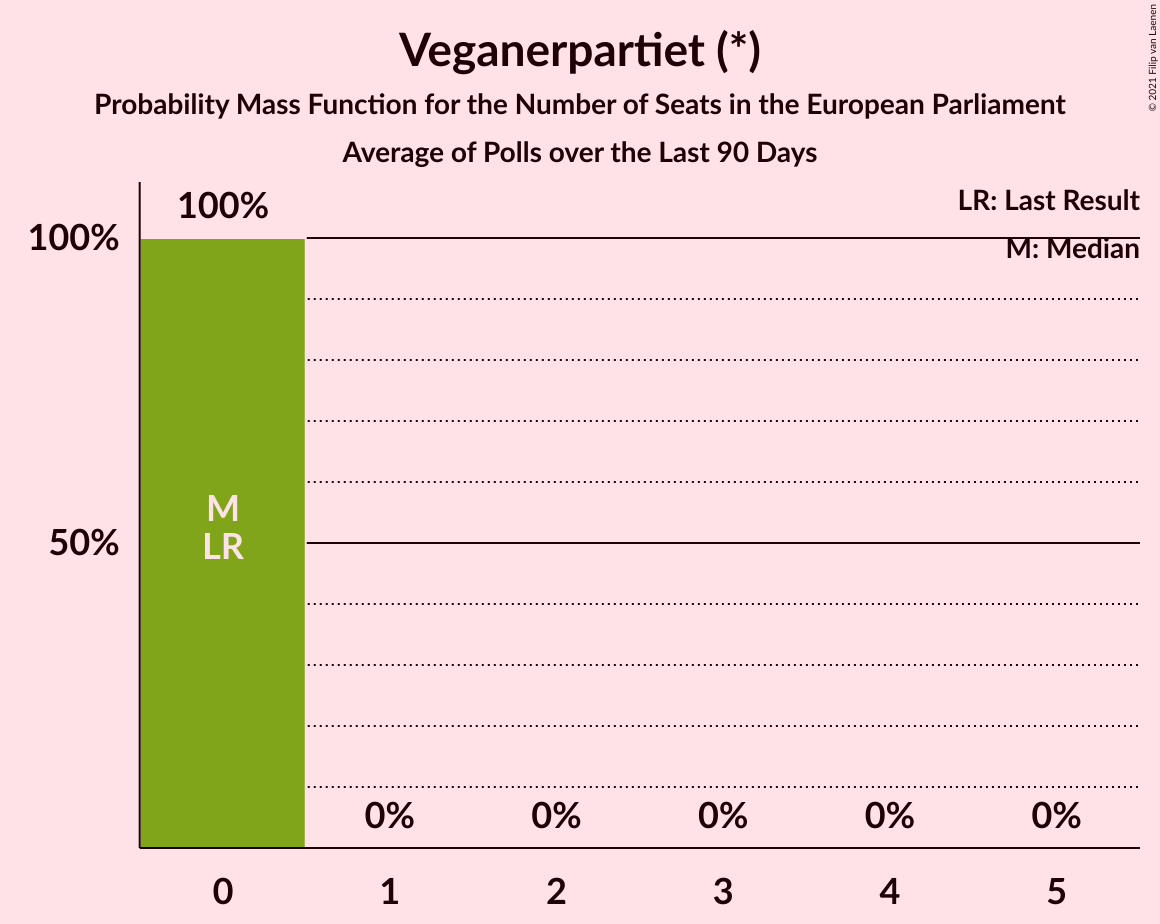 Veganerpartiet (*)
Probability Mass Function for the Number of Seats in the European Parliament
Average of Polls over the Last 90 Days
© 2021 Filip van Laenen
LR: Last Result
M: Median
100%
100%
50%
M
LR
0% 0% 0% 0% 0%
0 1 2 3 4 5